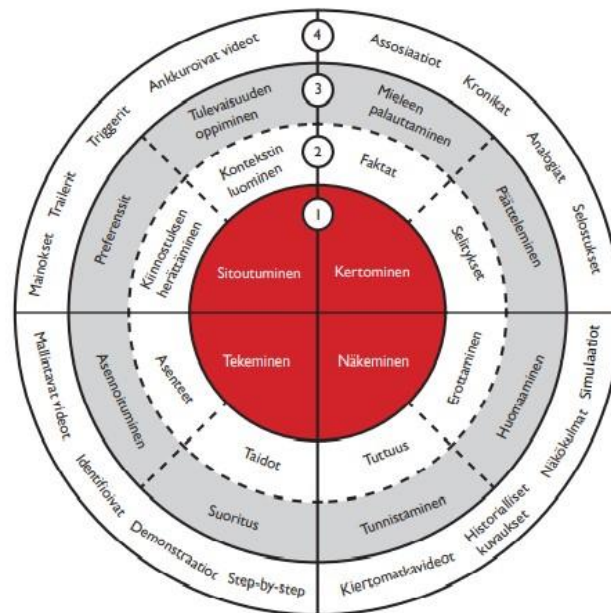 4
3
2
1
Ankkuroivat videot
Triggerit
Trailerit
Mainokset
Assosiaatiot
Kronikat
Analogiat
Selostukset
Tulevaisuuden
oppiminen
Preferenssit
Mieleen
palauttaminen
Päätteleminen
Kontekstin
luominen
Kiinnostuksen
herättäminen
Faktat
Selitykset
Sitoutuminen
Kertominen
Tekeminen
Näkeminen
Asenteer
Taidot
Erottaminen
Tuttuus
Asennoituminen
Suoritus
Huomaaminen
Tunnistaminen
Mallintavat videot
Identifioivat
Demonstraatioc
Step-by-step
Simulaatiot
Näkökulmat
Historialliset
kuvaukset
Kiertomatkavideot